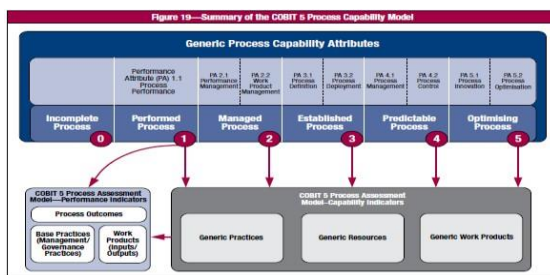 Figure 19—Summary of the COBIT 5 Process Capability Model
Generic Process Capability Attributes
Performance
Attribute (PA) 1.1
Process
Performance
PA 2.1
Performance
Management
PA 2.2
Work
Product
Management
PA 3.1
Process
Definition
PA 3.2
Process
Deployment
PA 4.1
Process
Management
PA 4.2
Process
Control
PA 5.1
Process
Innovation
PA 5.2
Process
Optimisation
Incomplete
Process
0
Performed
Process
1
Managed
Process
2
Established
Process
3
Predictable
Process
4
Optimising
Process
5
COBIT 5 Process Assessment
Model—Performance Indicators
Process Outcomes
Base Practices
(Management/
Governance
Practices)
Work
Products
(Inputs/
Outputs)
COBIT 5 Process Assessment
Model–Capability Indicators
Generic Practices
Generic Resources
Generic Work Products